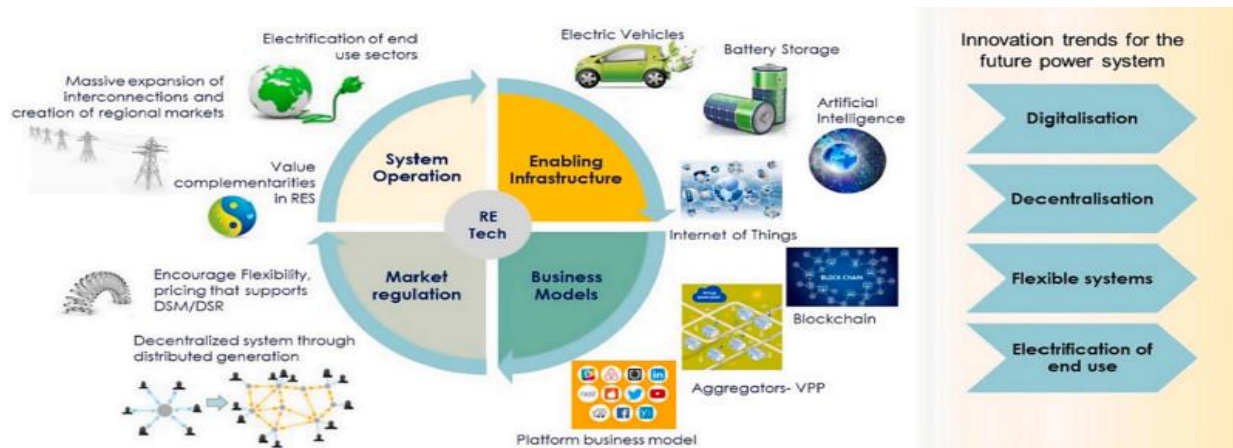 Electrification of end
use sectors
Massive expansion of
interconnections and
creation of regional markets
Value
complementarities
in RES
System
Operation
Enabling
Infrastructure
RE
Tech
Market
regulation
Business
Models
Electric Vehicles
Battery Storage
Artificial
Intelligence
Internet of Things
BLOCK CHAIN
Blockchain
Aggregators- VPP
Platform business model
Encourage Flexibility,
pricing that supports
DSM/DSR
Decentralized system through
distributed generation
Innovation trends for the
future power system
Digitalisation
Decentralisation
Flexible systems
Electrification of
end use